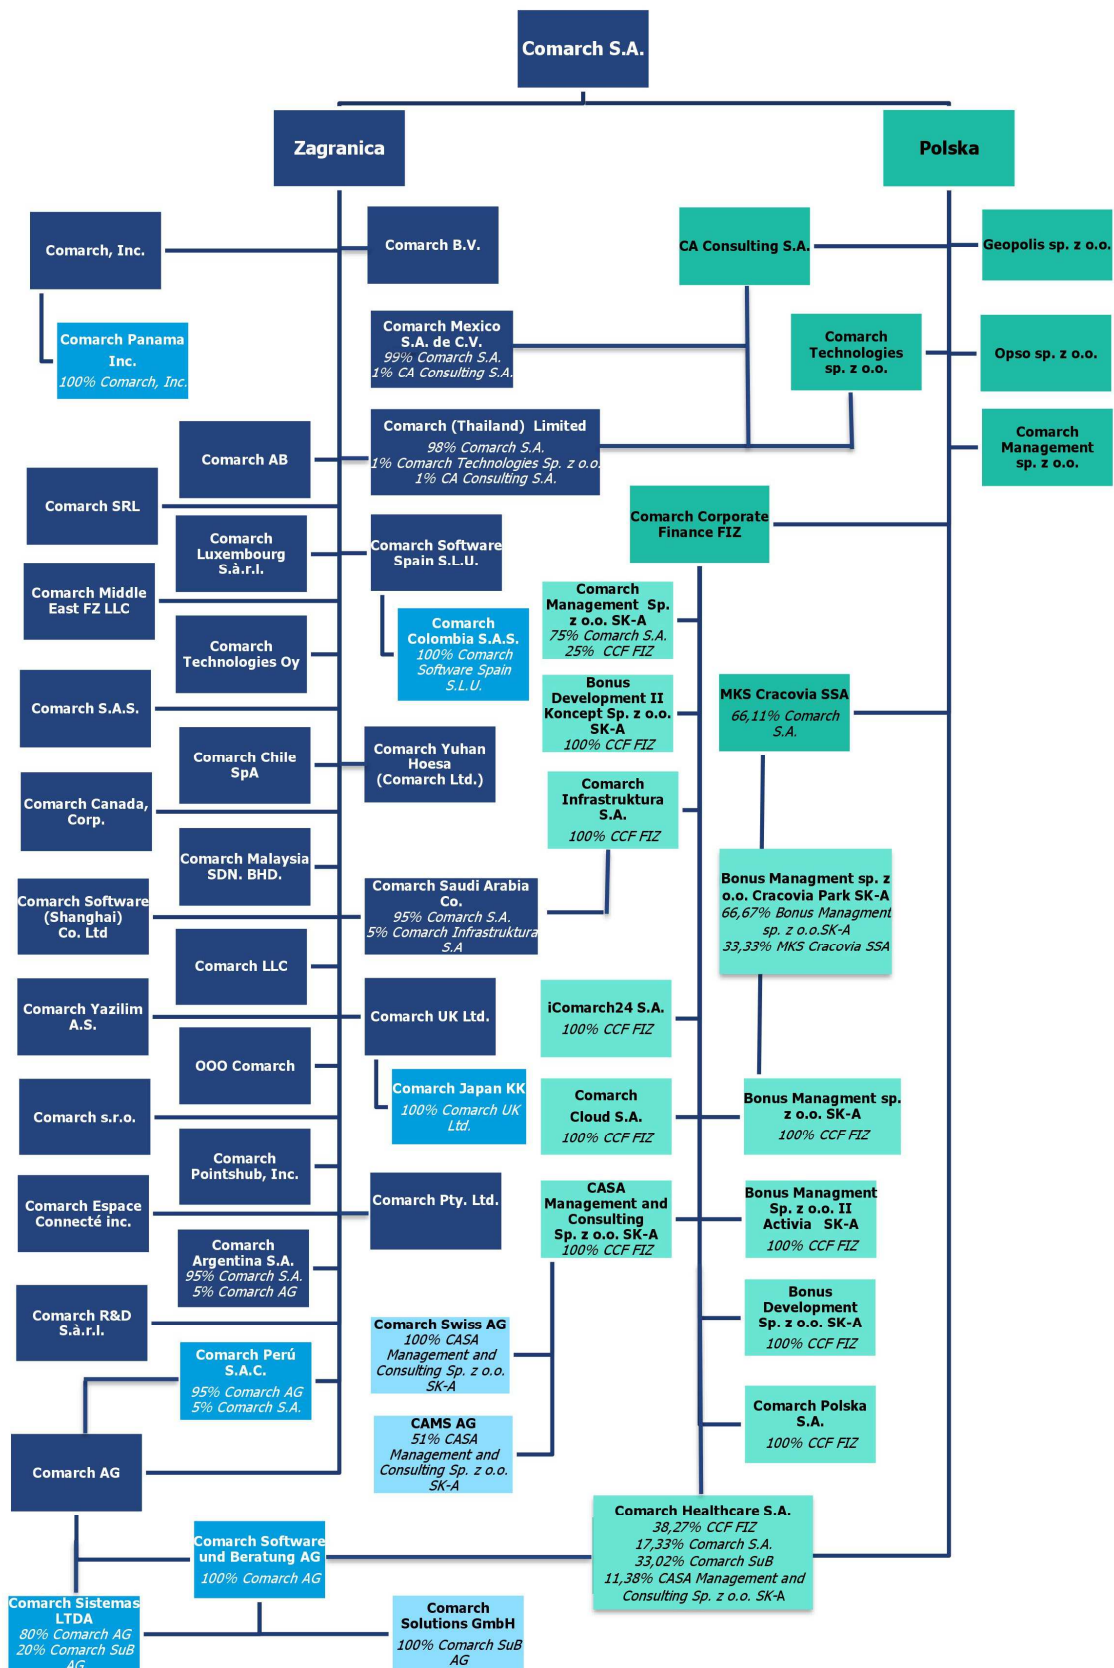 Comarch S.A.
Zagranica
Polska
Comarch, Inc.
Comarch B.V.
CA Consulting S.A.
Geopolis sp. z o.o.
Comarch Panama
Inc.
100% Comarch, Inc.
Comarch Mexico
S.A. de C.V.
99% Comarch S.A.
1% CA Consulting S.A.
Comarch
Technologies
sp. z o.o.
Opso sp. z o.o.
Comarch AB
Comarch (Thailand) Limited
98% Comarch S.A.
1% Comarch Technologies Sp. z o.o.
1% CA Consulting S.A.
Comarch
Management
sp. z o.o.
Comarch SRL
Comarch
Luxembourg
S.à.r.l.
Comarch Software
Spain S.L.U.
Comarch Corporate
Finance FIZ
Comarch Middle
East FZ LLC
Comarch
Technologies Oy
Comarch
Colombia S.A.S.
100% Comarch
Software Spain
S.L.U.
Comarch
Management Sp.
z o.o. SK-A
75% Comarch S.A.
25% CCF FIZ
Comarch S.A.S.
Bonus
Development II
Koncept Sp. z o.o.
SK-A
100% CCF FIZ
MKS Cracovia SSA
66,11% Comarch
S.A.
Comarch Chile
SpA
Comarch Yuhan
Hoesa
(Comarch Ltd.)
Comarch
Infrastruktura
S.A.
100% CCF FIZ
Comarch Canada,
Corp.
Comarch Malaysia
SDN. BHD.
Comarch Software
(Shanghai)
Co. Ltd
Comarch Saudi Arabia
Co.
95% Comarch S.A.
5% Comarch Infrastruktura
S.A
Bonus Managment sp. z
o.o. Cracovia Park SK-A
66,67% Bonus Managment
sp. z o.o.SK-A
33,33% MKS Cracovia SSA
Comarch LLC
Comarch Yazilim
A.S.
Comarch UK Ltd.
iComarch24 S.A.
100% CCF FIZ
OOO Comarch
Comarch Japan KK
100% Comarch UK
Ltd.
Comarch
Cloud S.A.
100% CCF FIZ
Bonus Managment sp.
z o.o. SK-A
100% CCF FIZ
Comarch s.r.o.
Comarch
Pointshub, Inc.
Comarch Espace
Connecté inc.
Comarch Pty. Ltd.
CASA
Management and
Consulting
Sp. z o.o. SK-A
100% CCF FIZ
Bonus Managment
Sp. z o.o. II
Activia SK-A
100% CCF FIZ
Comarch
Argentina S.A.
95% Comarch S.A.
5% Comarch AG
Comarch R&D
S.à.r.l.
Comarch Swiss AG
100% CASA
Management and
Consulting Sp. z o.o.
SK-A
Bonus
Development
Sp. z o.o. SK-A
100% CCF FIZ
Comarch Perú
S.A.C.
95% Comarch AG
5% Comarch S.A.
CAMS AG
51% CASA
Management and
Consulting Sp. z o.o.
SK-A
Comarch Polska
S.A.
100% CCF FIZ
Comarch AG
Comarch Software
und Beratung AG
100% Comarch AG
Comarch Healthcare S.A.
38,27% CCF FIZ
17,33% Comarch S.A.
33,02% Comarch SuB
11,38% CASA Management and
Consulting Sp. z o.o. SK-A
Comarch Sistemas
LTDA
80% Comarch AG
20% Comarch SuB
AG
Comarch
Solutions GmbH
100% Comarch SuB
AG